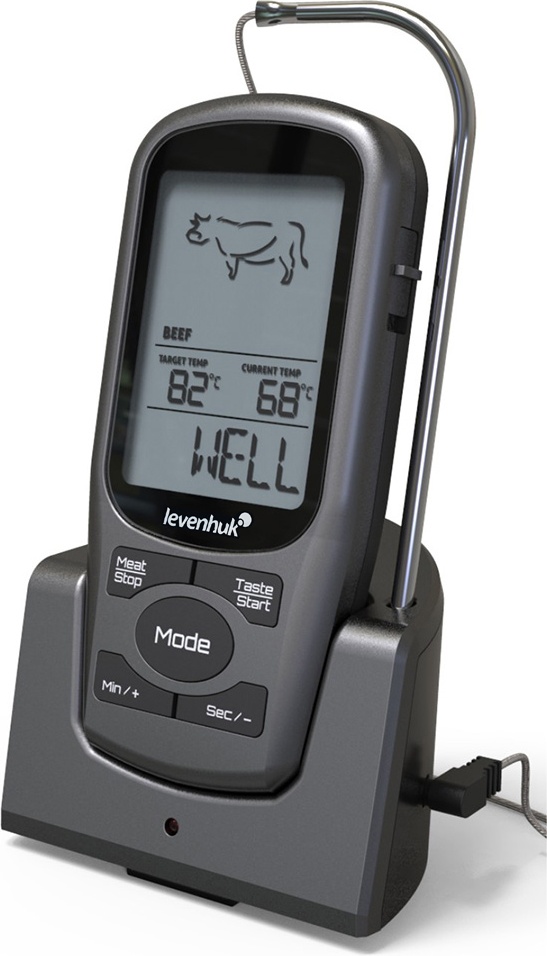 BEEF
TARGET TEMP CURRENT TEMP
82°C 68°C
WELL
levenhuk
Meat
Stop
Taste
Start
Mode
Min / +
Sec / -